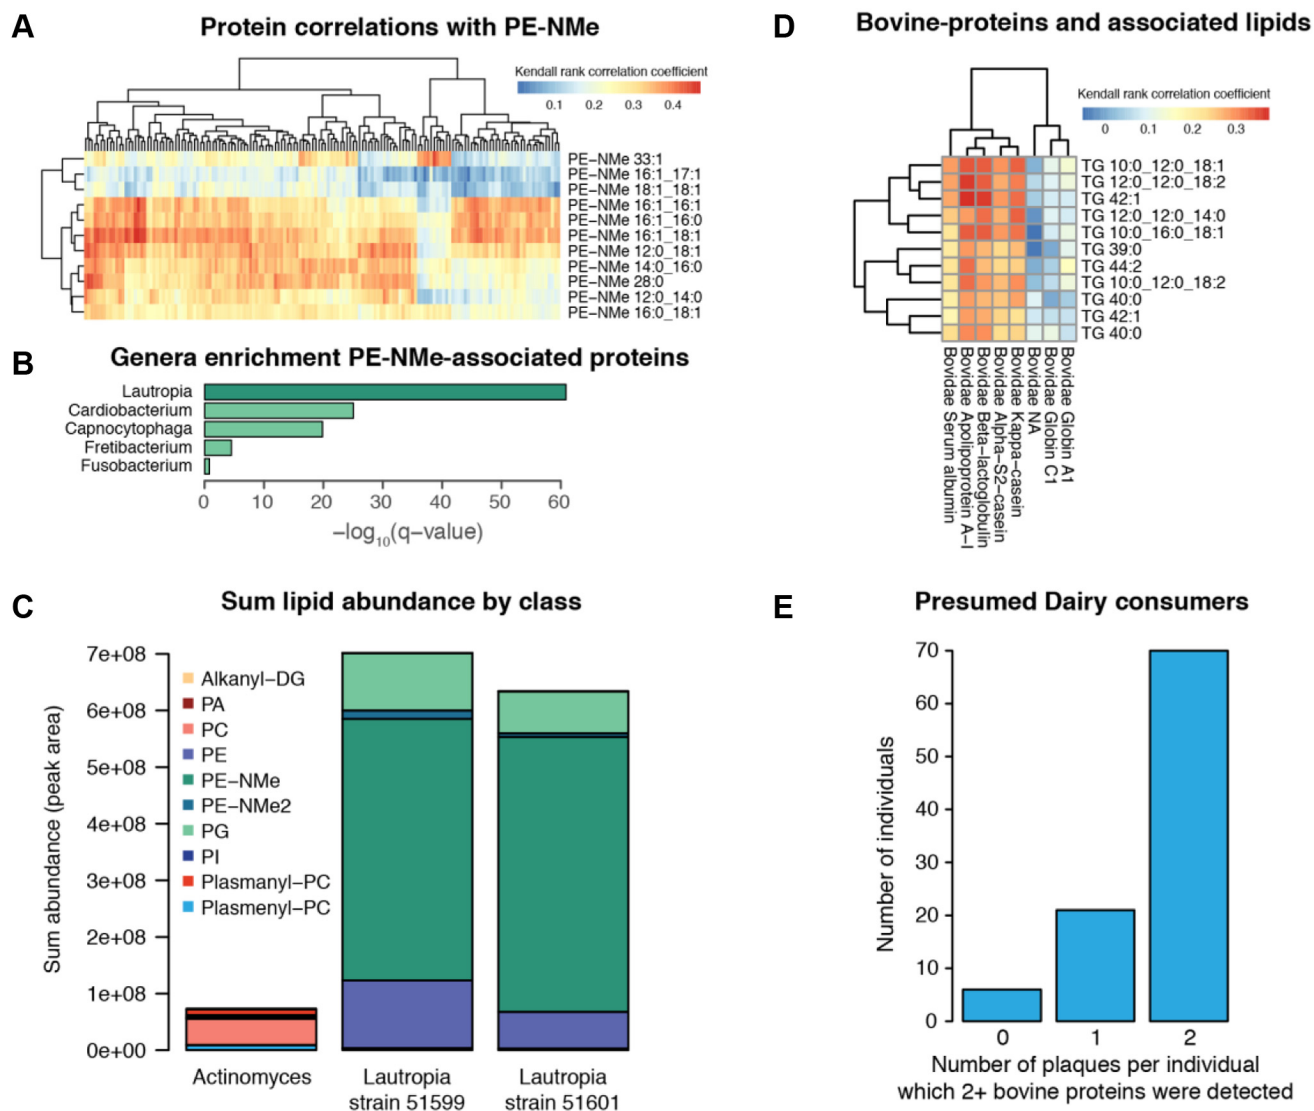 A
Protein correlations with PE-NMe
Kendall rank correlation coefficient
0.1 0.2 0.3 0.4
PE-NMe 33:1
PE-NMe 16:1_17:1
PE-NMe 18:1_18:1
PE-NMe 16:1_16:1
PE-NMe 16:1_16:0
PE-NMe 16:1_18:1
PE-NMe 12:0_18:1
PE-NMe 14:0_16:0
PE-NMe 28:0
PE-NMe 12:0_14:0
PE-NMe 16:0_18:1
B
Genera enrichment PE-NMe-associated proteins
Lautropia
Cardiobacterium
Capnocytophaga
Fretibacterium
Fusobacterium
0 10 20 30 40 50 60
-log10(q-value)
C
Sum lipid abundance by class
Sum abundance (peak area)
7e+08
6e+08
5e+08
4e+08
3e+08
2e+08
1e+08
0e+00
Alkanyl-DG
PA
PC
PE
PE-NMe
PE-NMe2
PG
PI
Plasmanyl-PC
Plasmenyl-PC
Actinomyces
Lautropia
strain 51599
Lautropia
strain 51601
D
Bovine-proteins and associated lipids
Kendall rank correlation coefficient
0 0.1 0.2 0.3
TG 10:0_12:0_18:1
TG 12:0_12:0_18:2
TG 42:1
TG 12:0_12:0_14:0
TG 10:0_16:0_18:1
TG 39:0
TG 44:2
TG 10:0_12:0_18:2
TG 40:0
TG 42:1
TG 40:0
Bovidae Serum albumin
Bovidae Apolipoprotein A-I
Bovidae Beta-lactoglobulin
Bovidae Alpha-S2-casein
Bovidae Kappa-casein
Bovidae NA
Bovidae Globin C1
Bovidae Globin A1
E
Presumed Dairy consumers
Number of individuals
70
60
50
40
30
20
10
0
0 1 2
Number of plaques per individual
which 2+ bovine proteins were detected